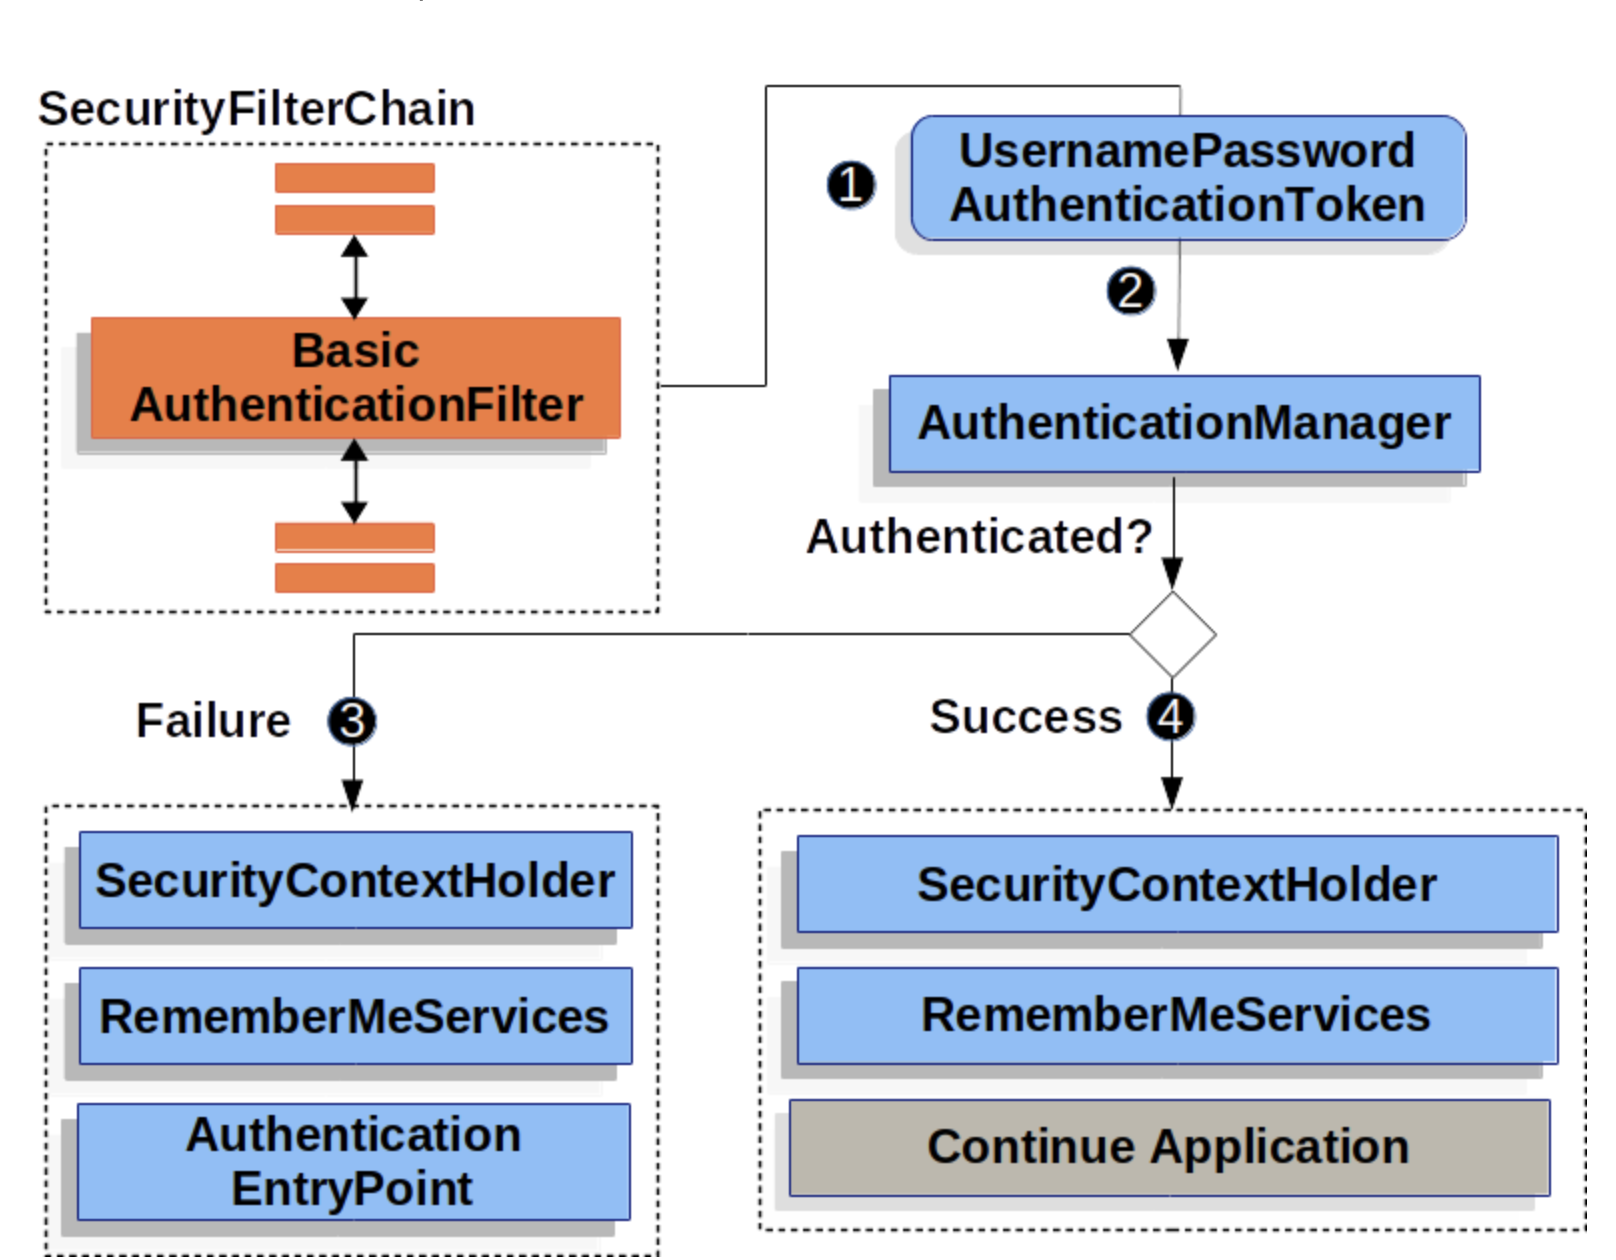 SecurityFilterChain
Basic
AuthenticationFilter
1
UsernamePassword
AuthenticationToken
2
AuthenticationManager
Authenticated?
Failure
3
Success
4
SecurityContextHolder
RememberMeServices
Authentication
EntryPoint
SecurityContextHolder
RememberMeServices
Continue Application